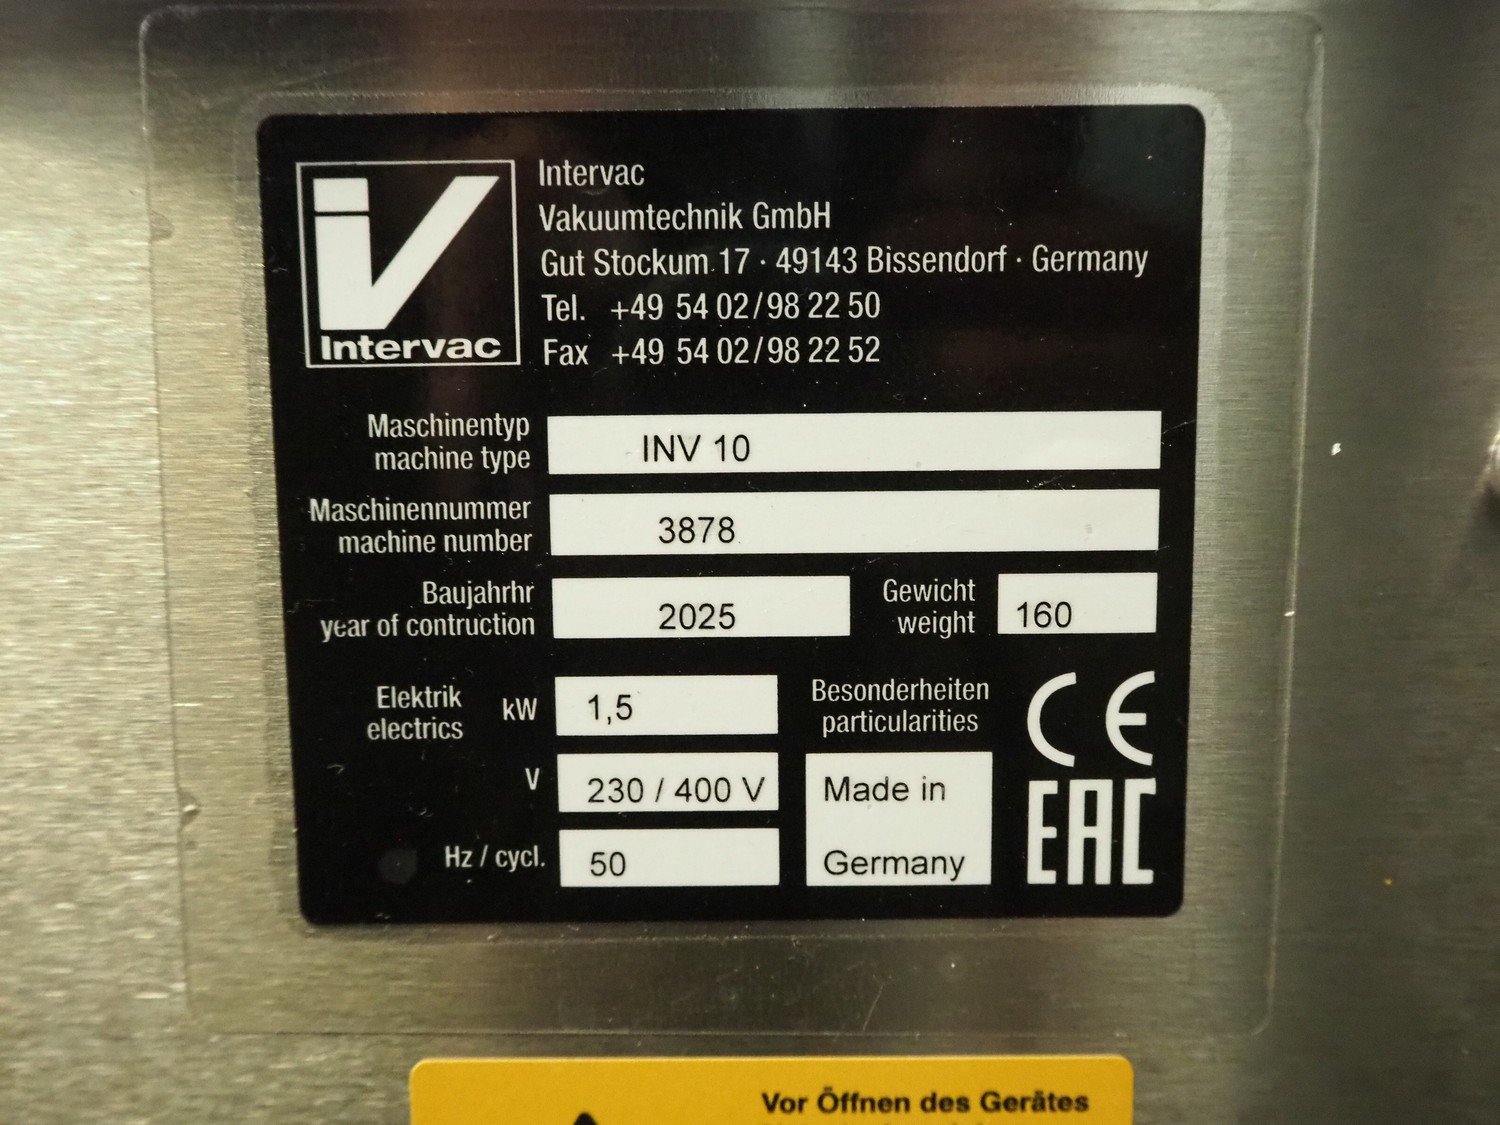 Intervac
Vakuumtechnik GmbH
Gut Stockum 17 · 49143 Bissendorf · Germany
Tel. +49 54 02/98 22 50
Fax +49 54 02/98 22 52
iV
Intervac
Maschinentyp
machine type
INV 10
Maschinennummer
machine number
3878
Baujahrhr
year of contruction
2025
Gewicht
weight
160
Elektrik
electrics
kW
1,5
V
230 / 400 V
Hz / cycl.
50
Besonderheiten
particularities
Made in
Germany
CE
EAC
Vor Öffnen des Gerätes